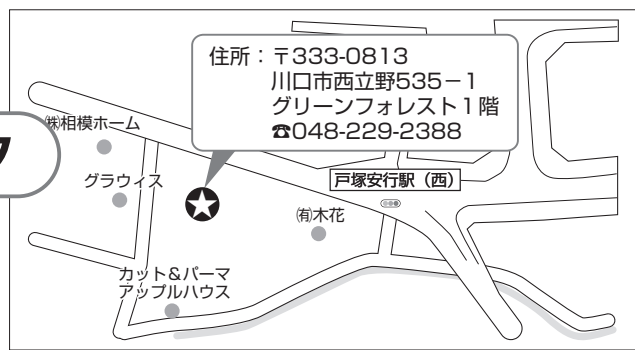 住所：〒333-0813
川口市西立野535−1
グリーンフォレスト1階
☎048-229-2388
㈱相模ホーム
グラウィス
戸塚安行駅（西）
㈲木花
カット&パーマ
アップルハウス